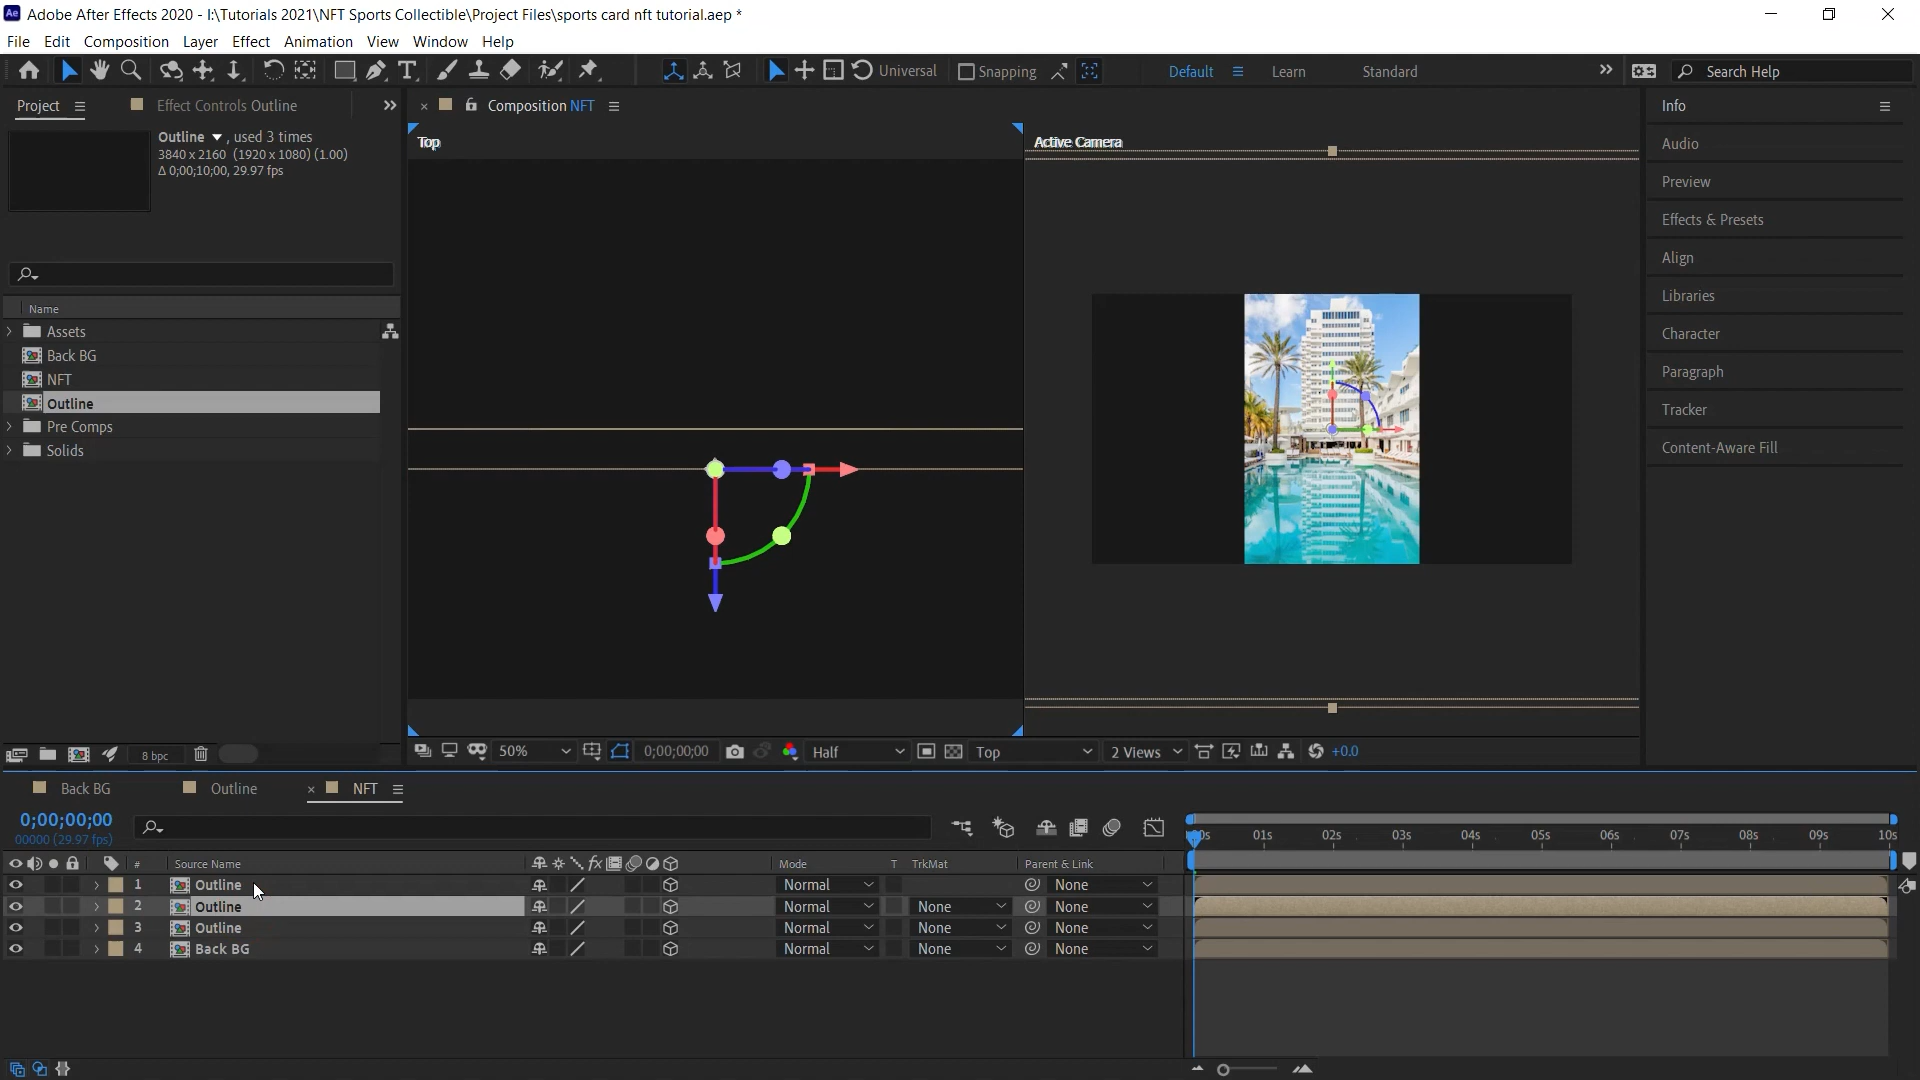 Adobe After Effects 2020 - I:\Tutorials 2021\NFT Sports Collectible\Project Files\sports card nft tutorial.aep *
File Edit Composition Layer Effect Animation View Window Help
Universal Snapping Default Learn Standard Search Help
Project Effect Controls Outline Composition NFT Info
Outline , used 3 times
3840 x 2160 (1920 x 1080) (1.00)
Δ 0;00;10;00, 29.97 fps
Top Active Camera
Audio
Preview
Effects & Presets
Align
Libraries
Character
Paragraph
Tracker
Content-Aware Fill
Name
Assets
Back BG
NFT
Outline
Pre Comps
Solids
8 bpc 50% 0;00;00;00 Half Top 2 Views +0.0
Back BG Outline NFT
0;00;00;00
00000 (29.97 fps)
01s 02s 03s 04s 05s 06s 07s 08s 09s 10s
# Source Name fx Mode T TrkMat Parent & Link
1 Outline Normal None
2 Outline Normal None None
3 Outline Normal None None
4 Back BG Normal None None